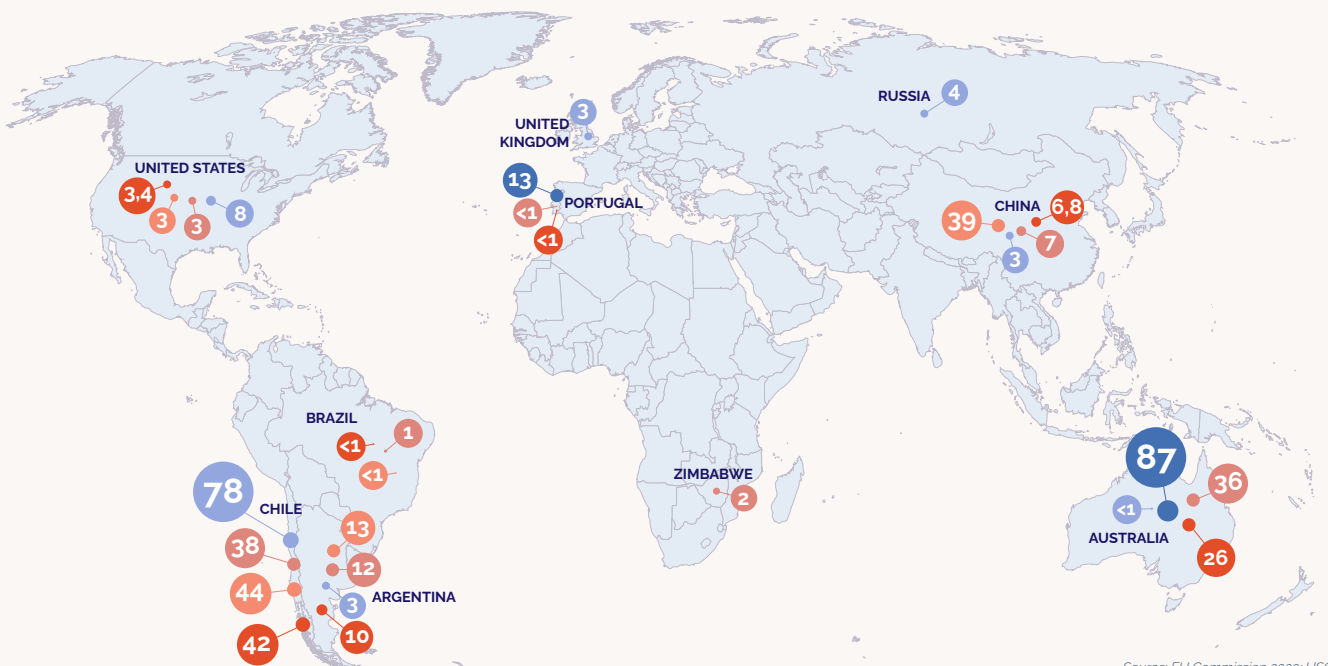 RUSSIA
4
3
UNITED
KINGDOM
UNITED STATES
3,4
3
3
8
13
PORTUGAL
<1
<1
CHINA
6,8
39
7
3
BRAZIL
<1
1
<1
ZIMBABWE
2
87
36
<1
AUSTRALIA
26
78
CHILE
13
38
12
44
3
ARGENTINA
42
10